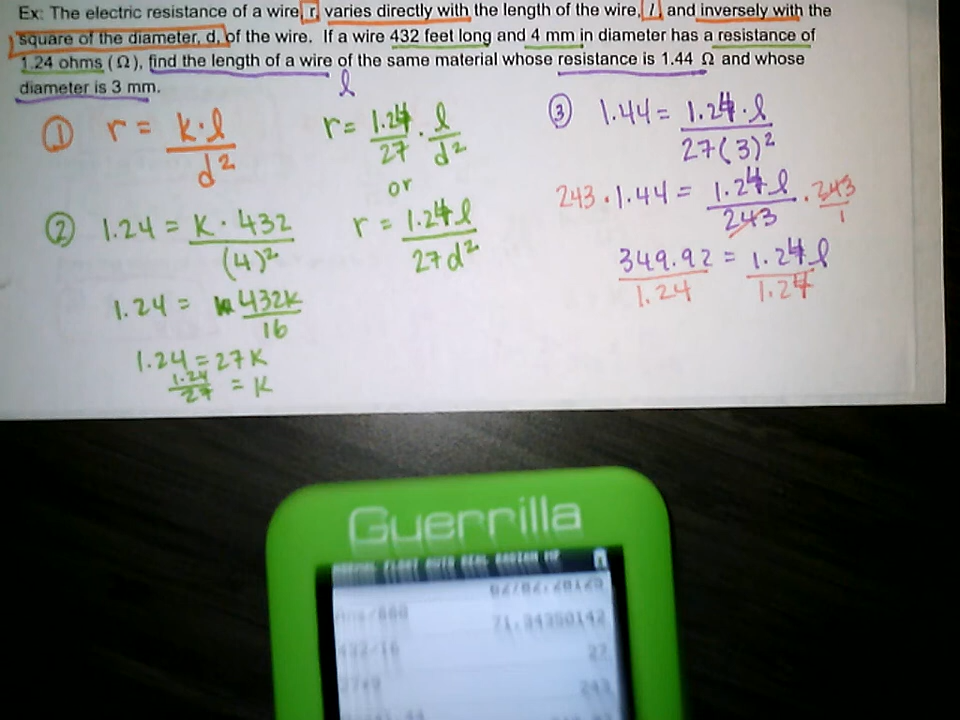 Ex: The electric resistance of a wire, r, varies directly with the length of the wire, l, and inversely with the
square of the diameter, d, of the wire. If a wire 432 feet long and 4 mm in diameter has a resistance of
1.24 ohms (Ω), find the length of a wire of the same material whose resistance is 1.44 Ω and whose
diameter is 3 mm.
l
① r = k·l / d²
② 1.24 = K · 432 / (4)²
1.24 = 432K / 16
1.24 = 27K
1.24 / 27 = K
r = 1.24 / 27 · l / d²
or
r = 1.24l / 27d²
③ 1.44 = 1.24·l / 27(3)²
243 · 1.44 = 1.24l / 243 · 243 / 1
349.92 / 1.24 = 1.24l / 1.24
Guerrilla
71.34350142
432/16
27
27*9
243